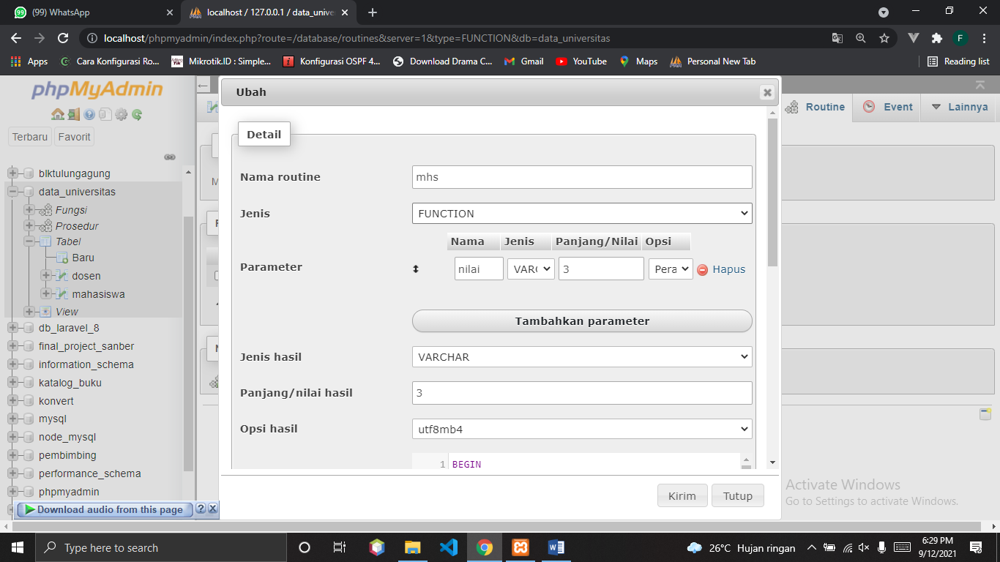 (99) WhatsApp
localhost / 127.0.0.1 / data_unive
localhost/phpmyadmin/index.php?route=/database/routines&server=1&type=FUNCTION&db=data_universitas
F
Apps
Cara Konfigurasi Ro...
Mikrotik.ID : Simple...
Konfigurasi OSPF 4...
Download Drama C...
Gmail
YouTube
Maps
Personal New Tab
Reading list
phpMyAdmin
Terbaru
Favorit
blktulungagung
data_universitas
Fungsi
Prosedur
Tabel
Baru
dosen
mahasiswa
View
db_laravel_8
final_project_sanber
information_schema
katalog_buku
konvert
mysql
node_mysql
pembimbing
performance_schema
phpmyadmin
Download audio from this page
Ubah
Detail
Nama routine
mhs
Jenis
FUNCTION
Nama Jenis Panjang/Nilai Opsi
Parameter
nilai
VARC
3
Pera
Hapus
Tambahkan parameter
Jenis hasil
VARCHAR
Panjang/nilai hasil
3
Opsi hasil
utf8mb4
1 BEGIN
Kirim
Tutup
Routine
Event
Lainnya
Activate Windows
Go to Settings to activate Windows.
Type here to search
26°C Hujan ringan
6:29 PM
9/12/2021